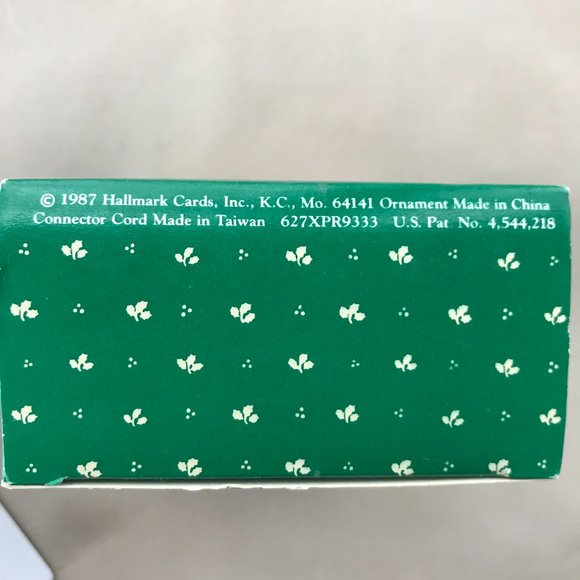 © 1987 Hallmark Cards, Inc., K.C., Mo. 64141 Ornament Made in China
Connector Cord Made in Taiwan 627XPR9333 U.S. Pat. No. 4,544,218